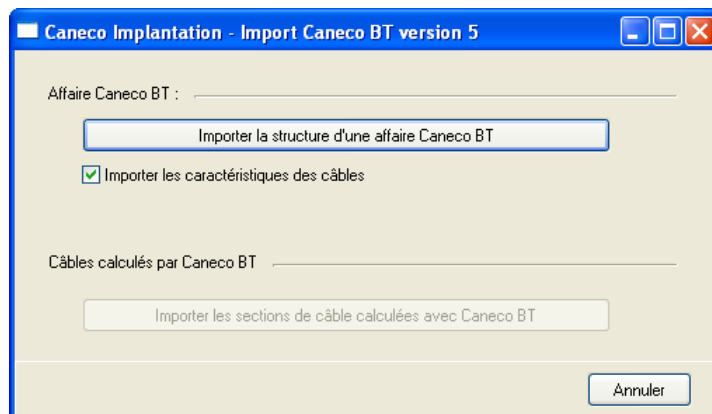 Caneco Implantation - Import Caneco BT version 5
Affaire Caneco BT :
Importer la structure d'une affaire Caneco BT
Importer les caractéristiques des câbles
Câbles calculés par Caneco BT
Importer les sections de câble calculées avec Caneco BT
Annuler